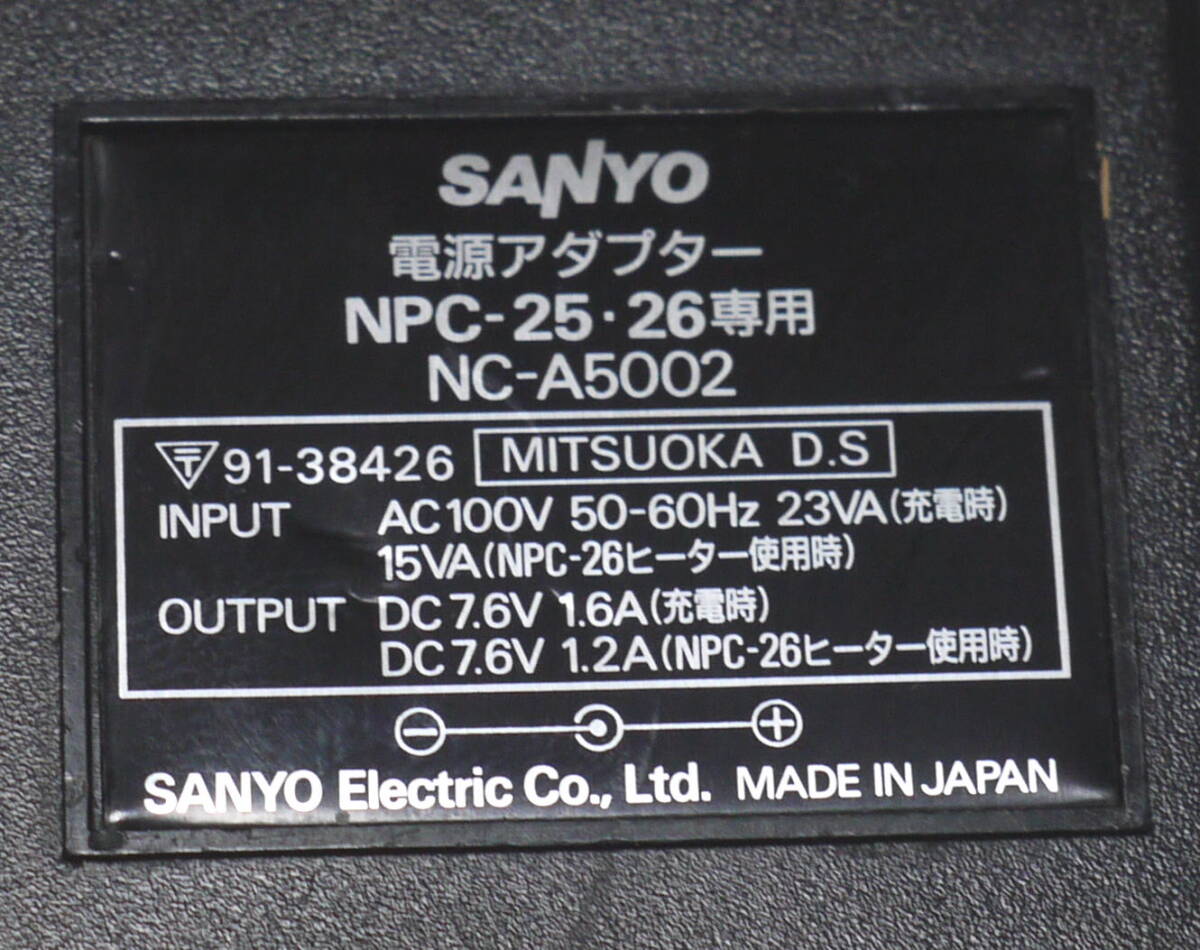 SANYO
電源アダプター
NPC-25・26専用
NC-A5002
〒91-38426 MITSUOKA D.S
INPUT AC100V 50-60Hz 23VA(充電時)
15VA(NPC-26ヒーター使用時)
OUTPUT DC7.6V 1.6A(充電時)
DC7.6V 1.2A(NPC-26ヒーター使用時)
SANYO Electric Co., Ltd. MADE IN JAPAN